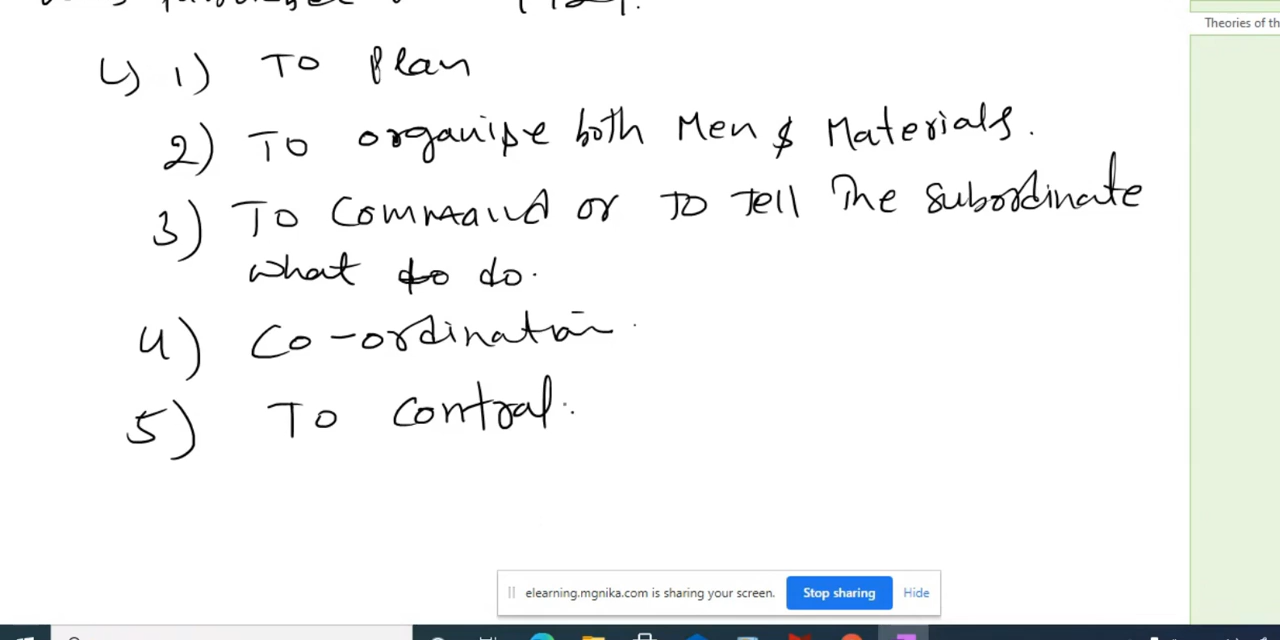 Theories of th
1) To Plan
2) To organise both Men & Materials.
3) To Command or to tell The subordinate
what to do.
4) Co-ordination.
5) To Control.
elearning.mgnika.com is sharing your screen. Stop sharing Hide